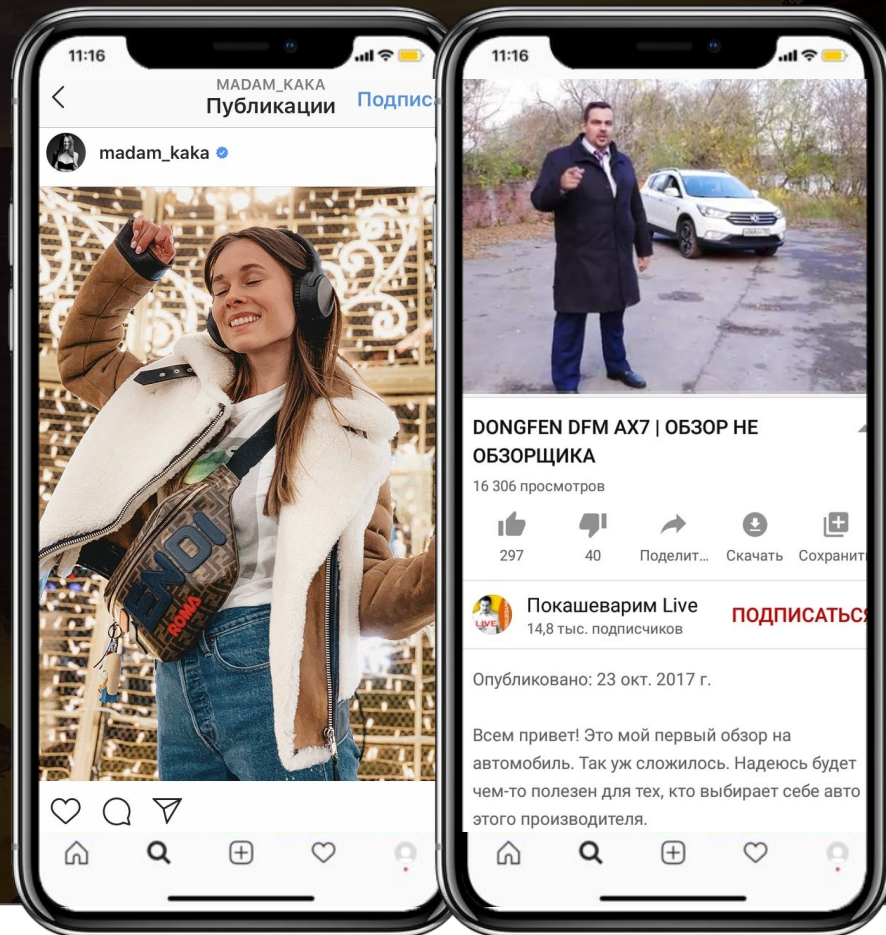 11:16
MADAM_KAKA
Публикации
Подпис
madam_kaka
ENDI
ROMA
11:16
DONGFEN DFM AX7 | ОБЗОР НЕ
ОБЗОРЩИКА
16 306 просмотров
297
40
Поделит...
Скачать
Сохранит
LIVE
Покашеварим Live
ПОДПИСАТЬСЯ
14,8 тыс. подписчиков
Опубликовано: 23 окт. 2017 г.
Всем привет! Это мой первый обзор на
автомобиль. Так уж сложилось. Надеюсь будет
чем-то полезен для тех, кто выбирает себе авто
этого производителя.